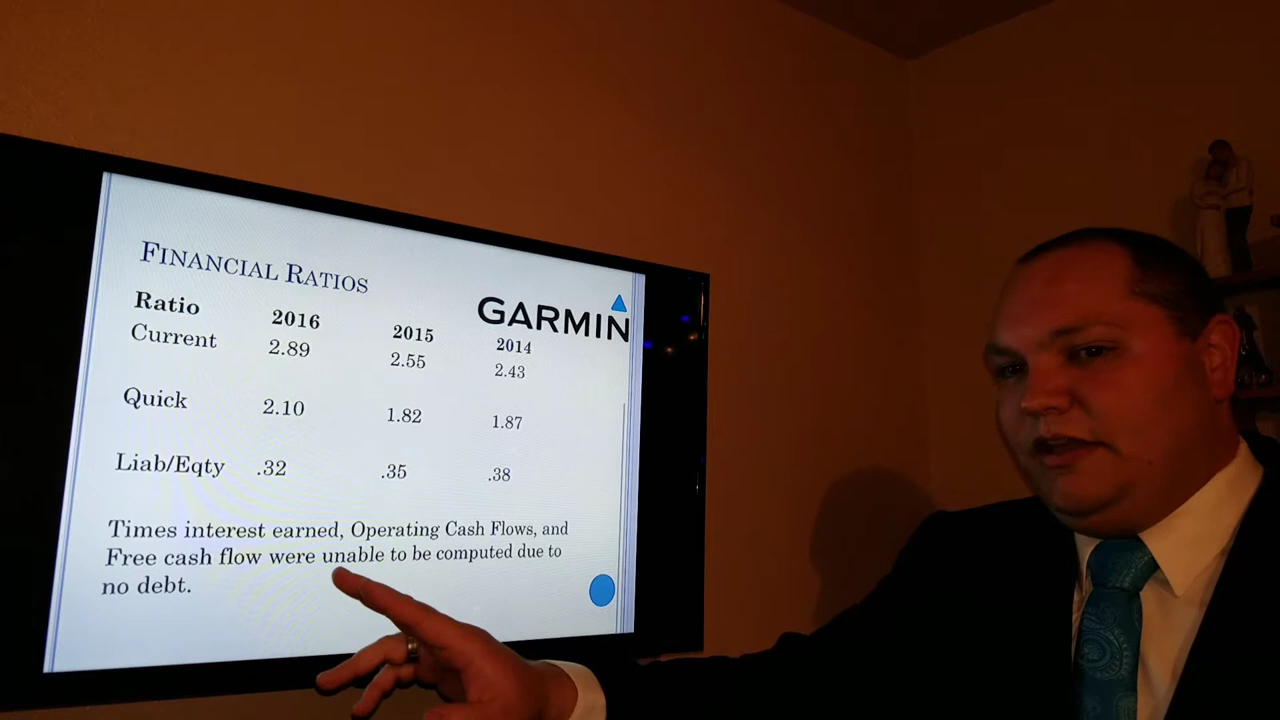 FINANCIAL RATIOS
GARMIN
Ratio 2016 2015 2014
Current 2.89 2.55 2.43
Quick 2.10 1.82 1.87
Liab/Eqty .32 .35 .38
Times interest earned, Operating Cash Flows, and
Free cash flow were unable to be computed due to
no debt.